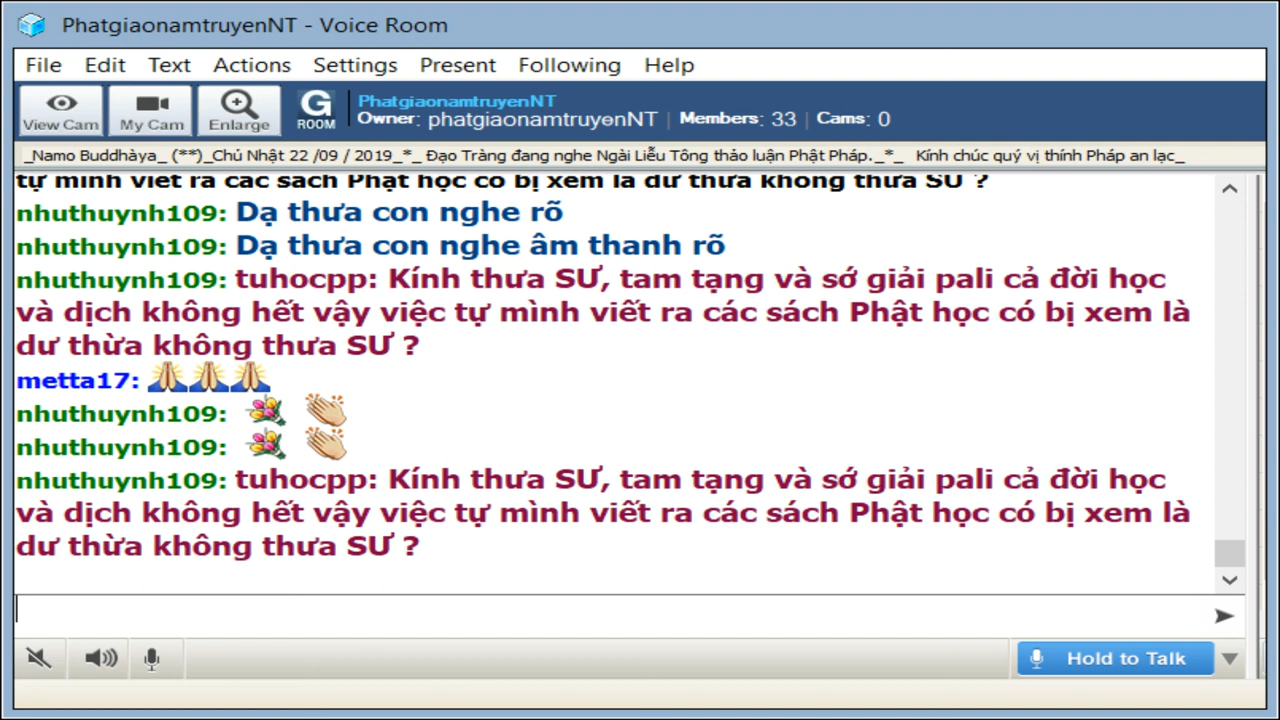 PhatgiaonamtruyenNT - Voice Room
File Edit Text Actions Settings Present Following Help
View Cam My Cam Enlarge G ROOM
PhatgiaonamtruyenNT
Owner: phatgiaonamtruyenNT | Members: 33 | Cams: 0
_Namo Buddhàya_ (**)_Chủ Nhật 22 /09 / 2019_*_ Đạo Tràng đang nghe Ngài Liễu Tông thảo luận Phật Pháp._*_ Kính chúc quý vị thính Pháp an lạc_
tự mình viết ra các sách Phật học có bị xem là dư thừa không thưa SƯ ?
nhuthuynh109: Dạ thưa con nghe rõ
nhuthuynh109: Dạ thưa con nghe âm thanh rõ
nhuthuynh109: tuhocpp: Kính thưa SƯ, tam tạng và sớ giải pali cả đời học
và dịch không hết vậy việc tự mình viết ra các sách Phật học có bị xem là
dư thừa không thưa SƯ ?
metta17:
nhuthuynh109:
nhuthuynh109:
nhuthuynh109: tuhocpp: Kính thưa SƯ, tam tạng và sớ giải pali cả đời học
và dịch không hết vậy việc tự mình viết ra các sách Phật học có bị xem là
dư thừa không thưa SƯ ?
Hold to Talk